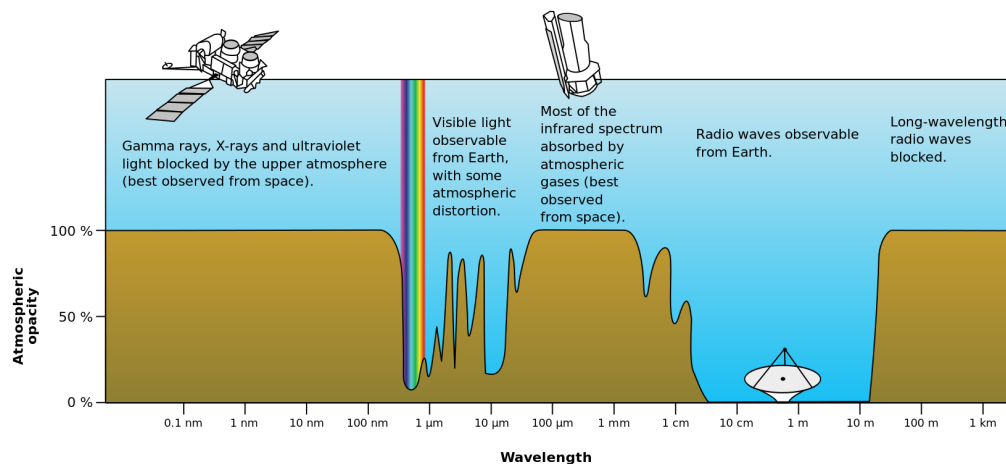 Gamma rays, X-rays and ultraviolet
light blocked by the upper atmosphere
(best observed from space).
Visible light
observable
from Earth,
with some
atmospheric
distortion.
Most of the
infrared spectrum
absorbed by
atmospheric
gases (best
observed
from space).
Radio waves observable
from Earth.
Long-wavelength
radio waves
blocked.
Atmospheric
opacity
100 %
50 %
0 %
0.1 nm
1 nm
10 nm
100 nm
1 μm
10 μm
100 μm
1 mm
1 cm
10 cm
1 m
10 m
100 m
1 km
Wavelength